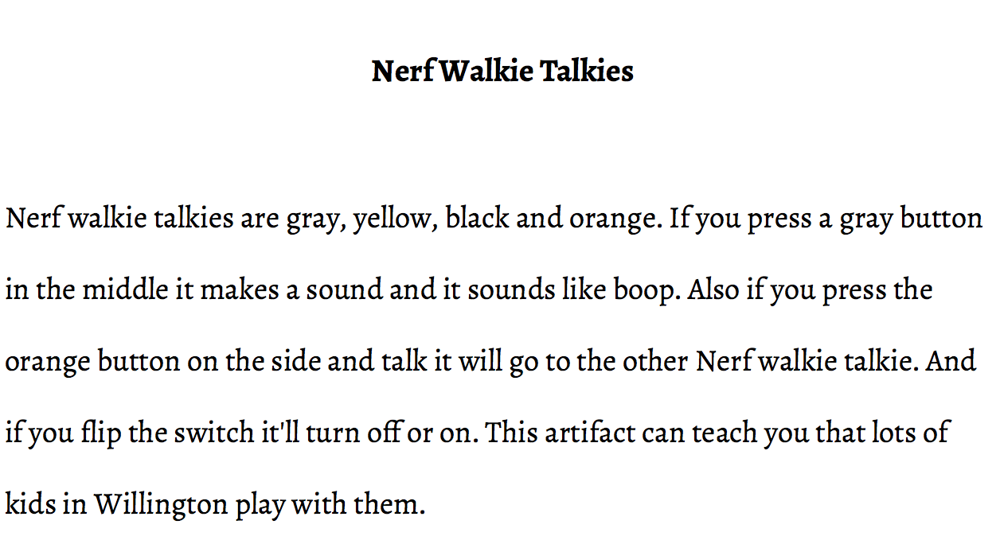 Nerf Walkie Talkies
Nerf walkie talkies are gray, yellow, black and orange. If you press a gray button
in the middle it makes a sound and it sounds like boop. Also if you press the
orange button on the side and talk it will go to the other Nerf walkie talkie. And
if you flip the switch it'll turn off or on. This artifact can teach you that lots of
kids in Willington play with them.